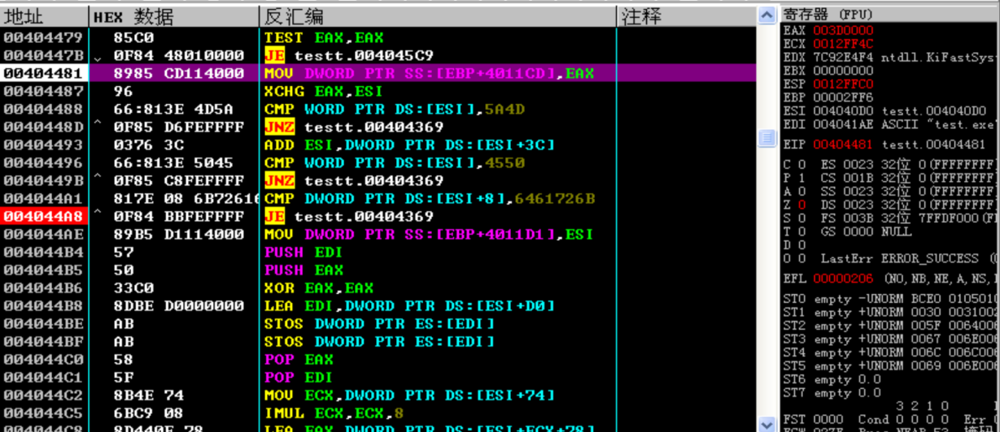 地址 HEX 数据 反汇编 注释
00404479 85C0 TEST EAX,EAX
0040447B 0F84 48010000 JE testt.004045C9
00404481 8985 CD114000 MOV DWORD PTR SS:[EBP+4011CD],EAX
00404487 96 XCHG EAX,ESI
00404488 66:813E 4D5A CMP WORD PTR DS:[ESI],5A4D
0040448D 0F85 D6FEFFFF JNZ testt.00404369
00404493 0376 3C ADD ESI,DWORD PTR DS:[ESI+3C]
00404496 66:813E 5045 CMP WORD PTR DS:[ESI],4550
0040449B 0F85 C8FEFFFF JNZ testt.00404369
004044A1 817E 08 6B72616 CMP DWORD PTR DS:[ESI+8],6461726B
004044A8 0F84 BBFEFFFF JE testt.00404369
004044AE 89B5 D1114000 MOV DWORD PTR SS:[EBP+4011D1],ESI
004044B4 57 PUSH EDI
004044B5 50 PUSH EAX
004044B6 33C0 XOR EAX,EAX
004044B8 8DBE D0000000 LEA EDI,DWORD PTR DS:[ESI+D0]
004044BE AB STOS DWORD PTR ES:[EDI]
004044BF AB STOS DWORD PTR ES:[EDI]
004044C0 58 POP EAX
004044C1 5F POP EDI
004044C2 8B4E 74 MOV ECX,DWORD PTR DS:[ESI+74]
004044C5 6BC9 08 IMUL ECX,ECX,8
004044C8 8D440E 78 LEA EAX,DWORD PTR DS:[ESI+ECX+78]
寄存器 (FPU)
EAX 003D0000
ECX 0012FF4C
EDX 7C92E4F4 ntdll.KiFastSys
EBX 00000000
ESP 0012FFC0
EBP 00002FF6
ESI 004040D0 testt.004040D0
EDI 004041AE ASCII "test.exe"
EIP 00404481 testt.00404481
C 0 ES 0023 32位 0(FFFFFFFF)
P 1 CS 001B 32位 0(FFFFFFFF)
A 0 SS 0023 32位 0(FFFFFFFF)
Z 0 DS 0023 32位 0(FFFFFFFF)
S 0 FS 003B 32位 7FFDF000(F
T 0 GS 0000 NULL
D 0
O 0 LastErr ERROR_SUCCESS (
EFL 00000206 (NO,NB,NE,A,NS,
ST0 empty -UNORM BCE0 010501
ST1 empty +UNORM 0030 003100
ST2 empty +UNORM 005F 006400
ST3 empty +UNORM 0067 006E00
ST4 empty +UNORM 006C 006C00
ST5 empty +UNORM 0069 006E00
ST6 empty 0.0
ST7 empty 0.0
3 2 1 0
FST 0000 Cond 0 0 0 0 Err